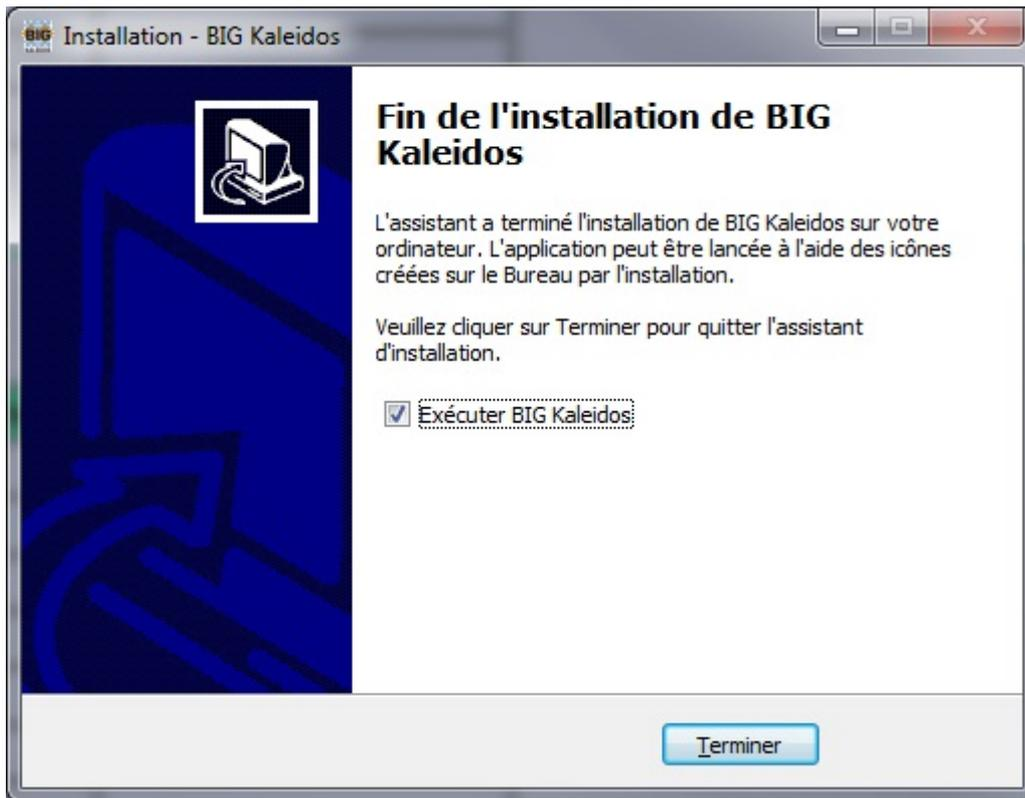 BIG Installation - BIG Kaleidos
Fin de l'installation de BIG
Kaleidos
L'assistant a terminé l'installation de BIG Kaleidos sur votre
ordinateur. L'application peut être lancée à l'aide des icônes
créées sur le Bureau par l'installation.
Veuillez cliquer sur Terminer pour quitter l'assistant
d'installation.
Exécuter BIG Kaleidos
Terminer